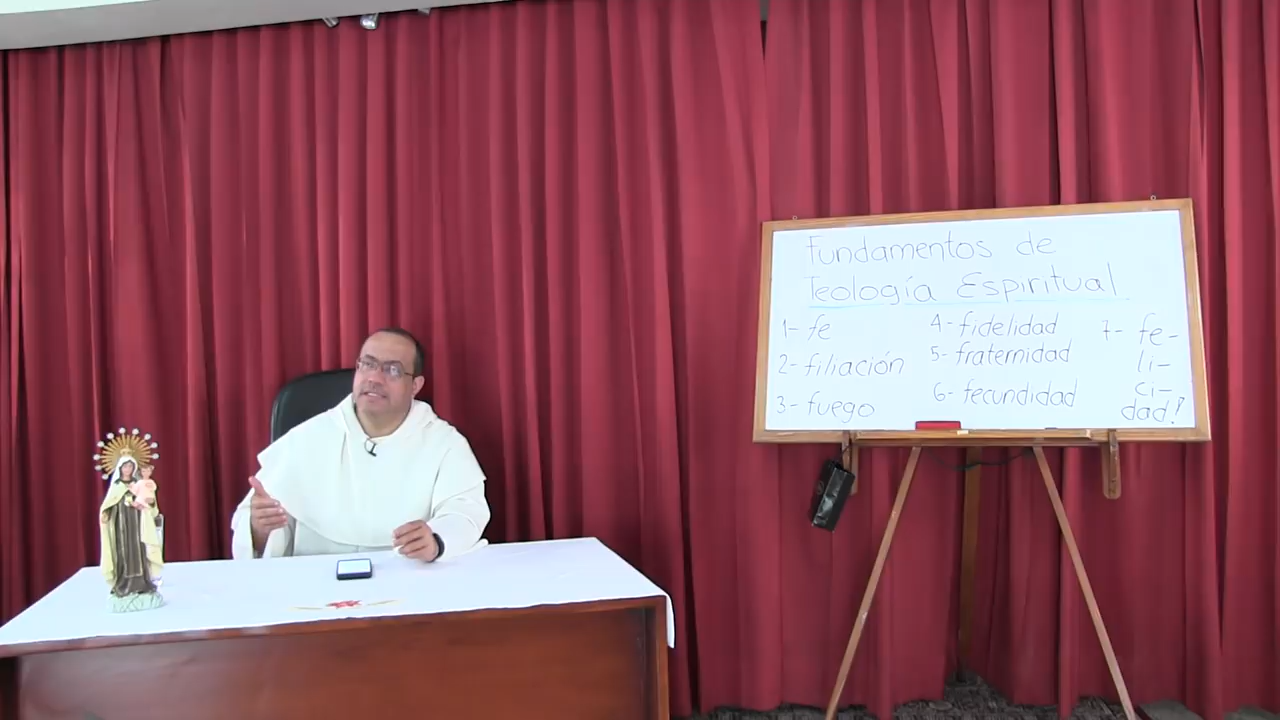 Fundamentos de
Teología Espiritual
1- fe
2- filiación
3- fuego
4- fidelidad
5- fraternidad
6- fecundidad
7- fe-
li-
ci-
dad!